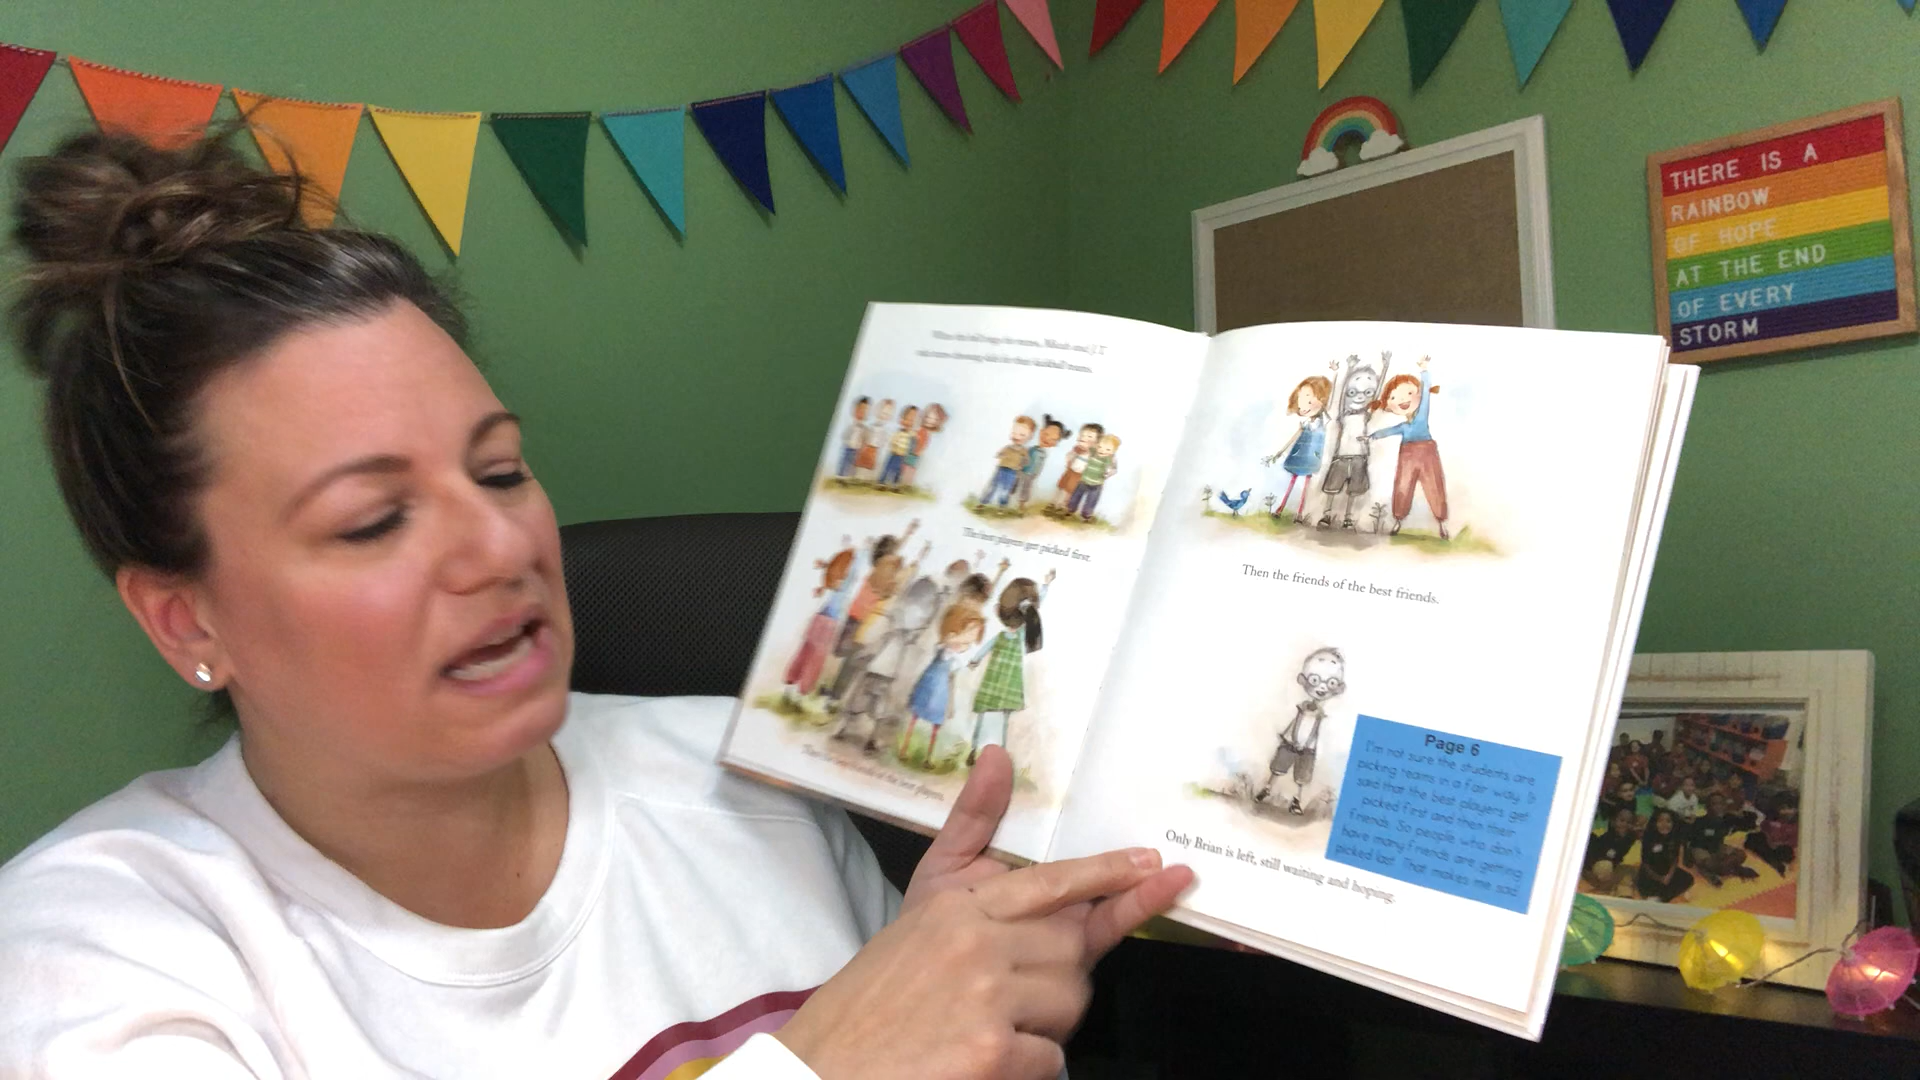 THERE IS A
RAINBOW
OF HOPE
AT THE END
OF EVERY
STORM
The best players get picked first.
Then the friends of the best friends.
Page 6
I'm not sure the students are
picking teams in a fair way. It
said that the best players get
picked first and then their
friends. So people who don't
have many friends are getting
picked last. That makes me sad.
Only Brian is left, still waiting and hoping.